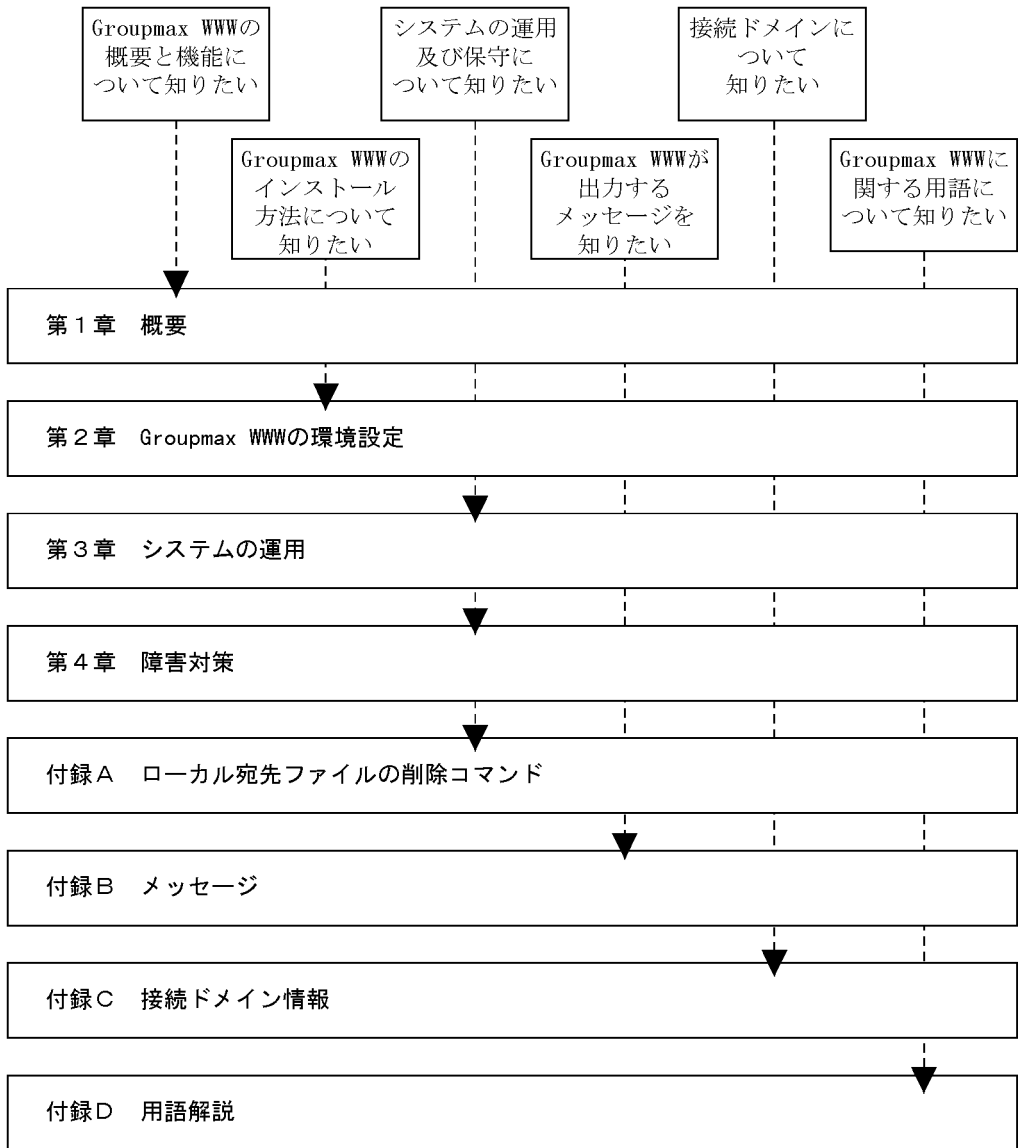 Groupmax WWWの
概要と機能に
ついて知りたい
システムの運用
及び保守に
ついて知りたい
接続ドメインに
ついて
知りたい
Groupmax WWWの
インストール
方法について
知りたい
Groupmax WWWが
出力する
メッセージを
知りたい
Groupmax WWWに
関する用語に
ついて知りたい
第１章　概要
第２章　Groupmax WWWの環境設定
第３章　システムの運用
第４章　障害対策
付録Ａ　ローカル宛先ファイルの削除コマンド
付録Ｂ　メッセージ
付録Ｃ　接続ドメイン情報
付録Ｄ　用語解説